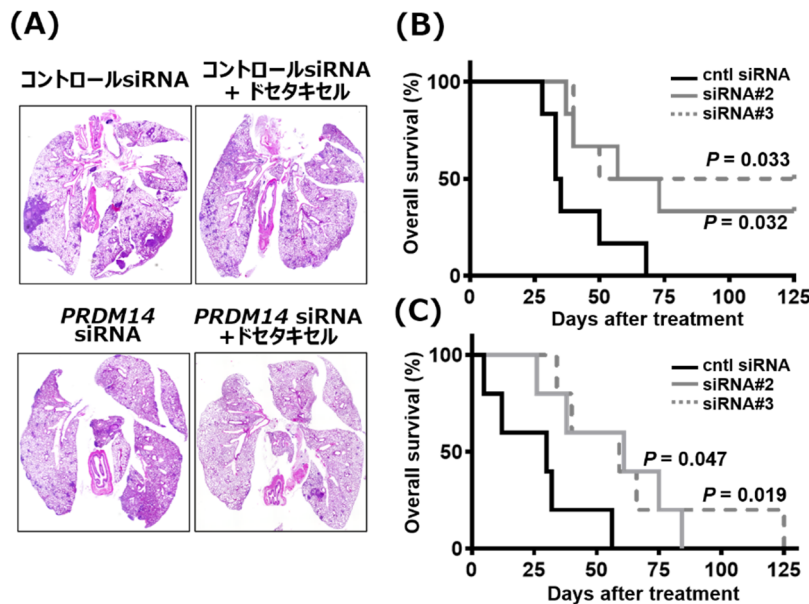 (A)
コントロールsiRNA
コントロールsiRNA
+ ドセタキセル
PRDM14
siRNA
PRDM14 siRNA
+ドセタキセル
(B)
Overall survival (%)
100
50
0
0 25 50 75 100 125
Days after treatment
cntl siRNA
siRNA#2
siRNA#3
P = 0.033
P = 0.032
(C)
Overall survival (%)
100
50
0
0 25 50 75 100 125
Days after treatment
cntl siRNA
siRNA#2
siRNA#3
P = 0.047
P = 0.019